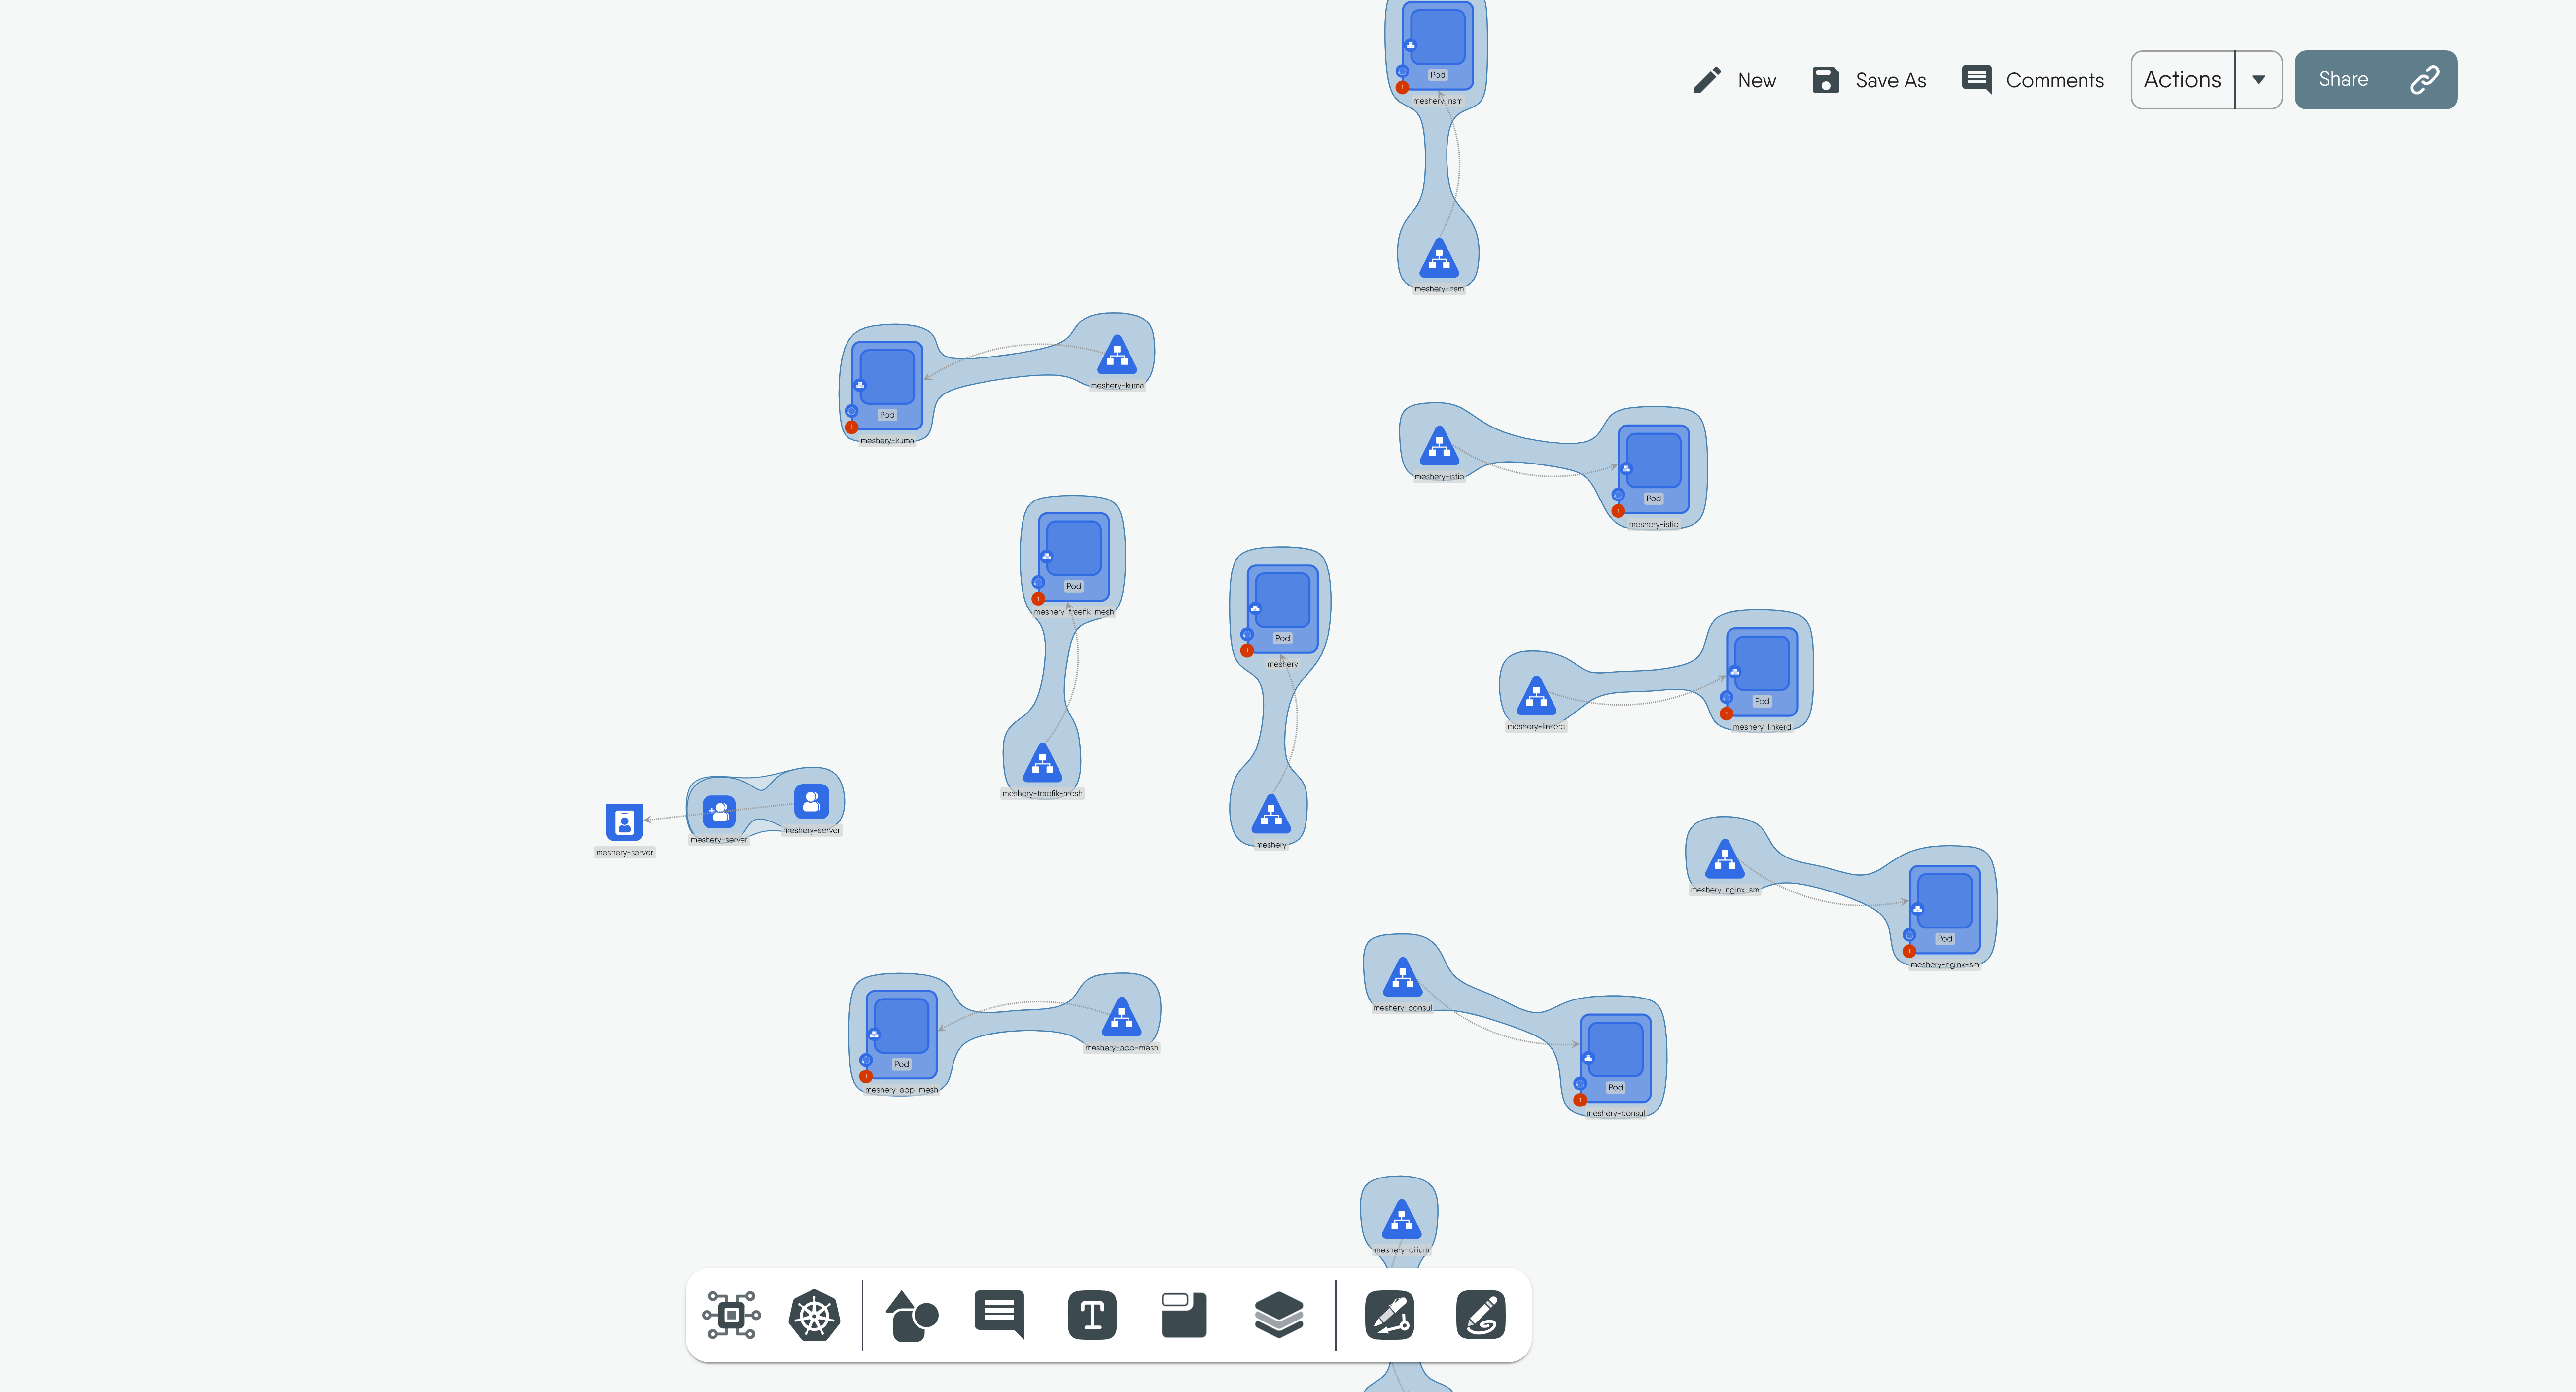 Pod
meshery-nsm
New
Save As
Comments
Actions
Share
meshery-nsm
meshery-kuma
Pod
meshery-kuma
meshery-istio
Pod
meshery-istio
Pod
meshery-traefik-mesh
Pod
meshery
Pod
meshery-linkerd
meshery-linkerd
meshery-traefik-mesh
meshery-server
meshery-server
meshery-server
meshery
meshery-nginx-sm
Pod
meshery-nginx-sm
meshery-consul
Pod
meshery-consul
meshery-app-mesh
Pod
meshery-app-mesh
meshery-cilium